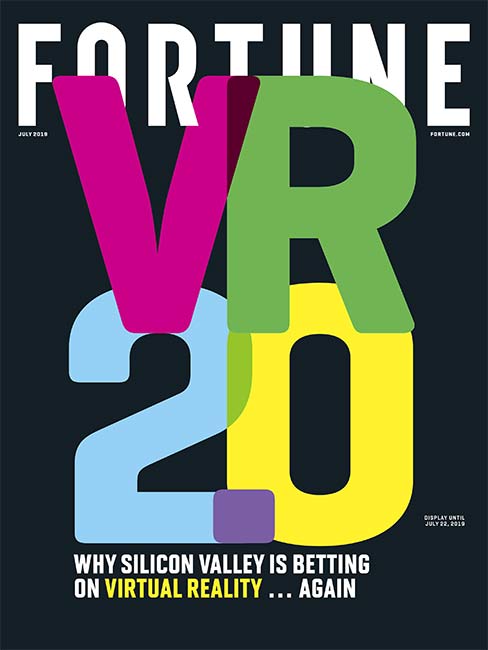 FORTUNE
JULY 2019
FORTUNE.COM
VR
2.0
DISPLAY UNTIL
JULY 22, 2019
WHY SILICON VALLEY IS BETTING
ON VIRTUAL REALITY ... AGAIN